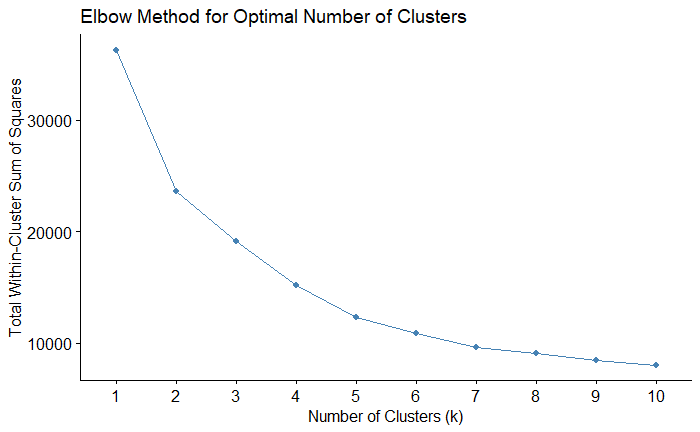 Elbow Method for Optimal Number of Clusters
Total Within-Cluster Sum of Squares
30000
20000
10000
1 2 3 4 5 6 7 8 9 10
Number of Clusters (k)